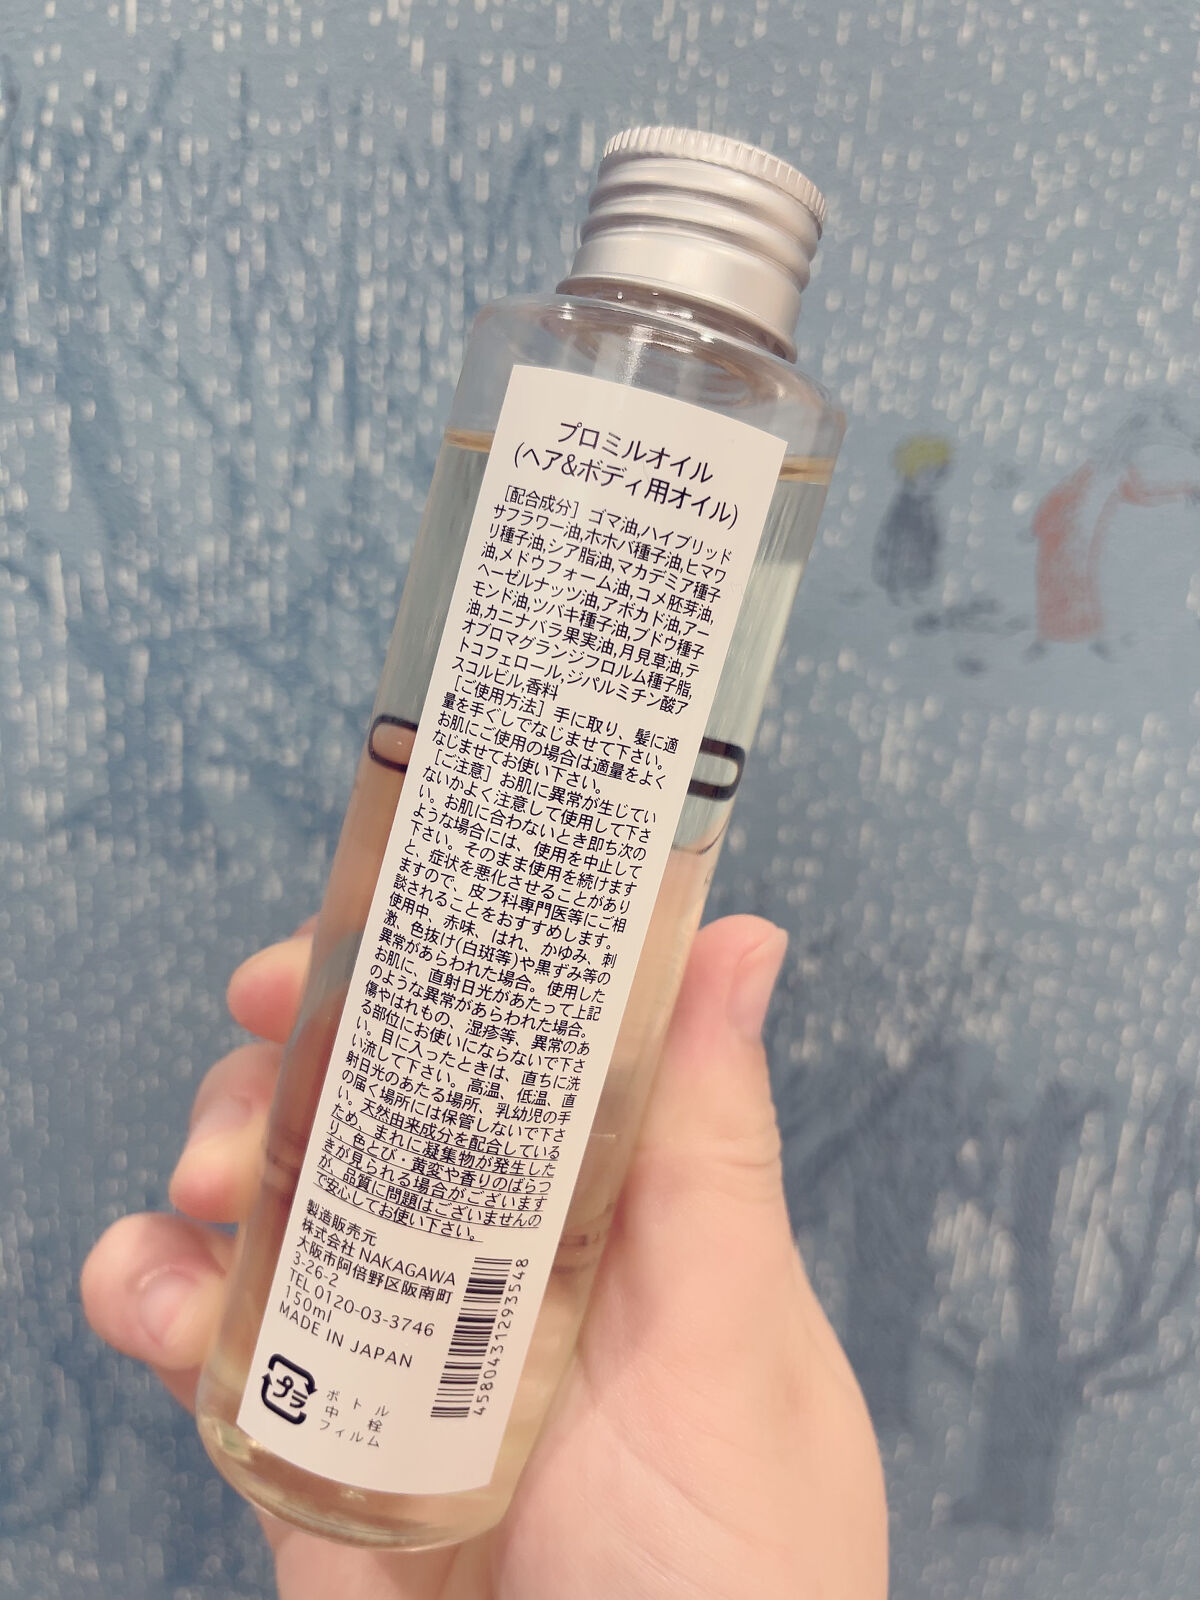 プロミルオイル
(ヘア&ボディ用オイル)
[配合成分] ゴマ油,ハイブリッド
サフラワー油,ホホバ種子油,ヒマワ
リ種子油,シア脂油,マカデミア種子
油,メドウフォーム油,コメ胚芽油,
ヘーゼルナッツ油,アボカド油,アー
モンド油,ツバキ種子油,ブドウ種子
油,カニナバラ果実油,月見草油,テ
オブロマグランジフロルム種子脂,
トコフェロール,ジパルミチン酸ア
スコルビル,香料
[ご使用方法] 手に取り、髪に適
量を手ぐしでなじませて下さい。
お肌にご使用の場合は適量をよく
なじませてお使い下さい。
[ご注意] お肌に異常が生じてい
ないかよく注意して使用して下さ
い。お肌に合わないとき即ち次の
ような場合には、使用を中止して
下さい。そのまま使用を続けます
と、症状を悪化させることがあり
ますので、皮フ科専門医等にご相
談されることをおすすめします。
使用中、赤味、はれ、かゆみ、刺
激、色抜け(白斑等)や黒ずみ等の
異常があらわれた場合。使用した
お肌に、直射日光があたって上記
のような異常があらわれた場合。
傷やはれもの、湿疹等、異常のあ
る部位にお使いにならないで下さ
い。目に入ったときは、直ちに洗
い流して下さい。高温、低温、直
射日光のあたる場所、乳幼児の手
の届く場所には保管しないで下さ
い。天然由来成分を配合している
ため、まれに凝集物が発生した
り、色とび・黄変や香りのばらつ
きが見られる場合がございます
が、品質に問題はございませんの
で安心してお使い下さい。
製造販売元
株式会社 NAKAGAWA
大阪市阿倍野区阪南町
3-26-2
TEL 0120-03-3746
150ml
MADE IN JAPAN
4580431293548
プラ
ボトル
中栓
フィルム